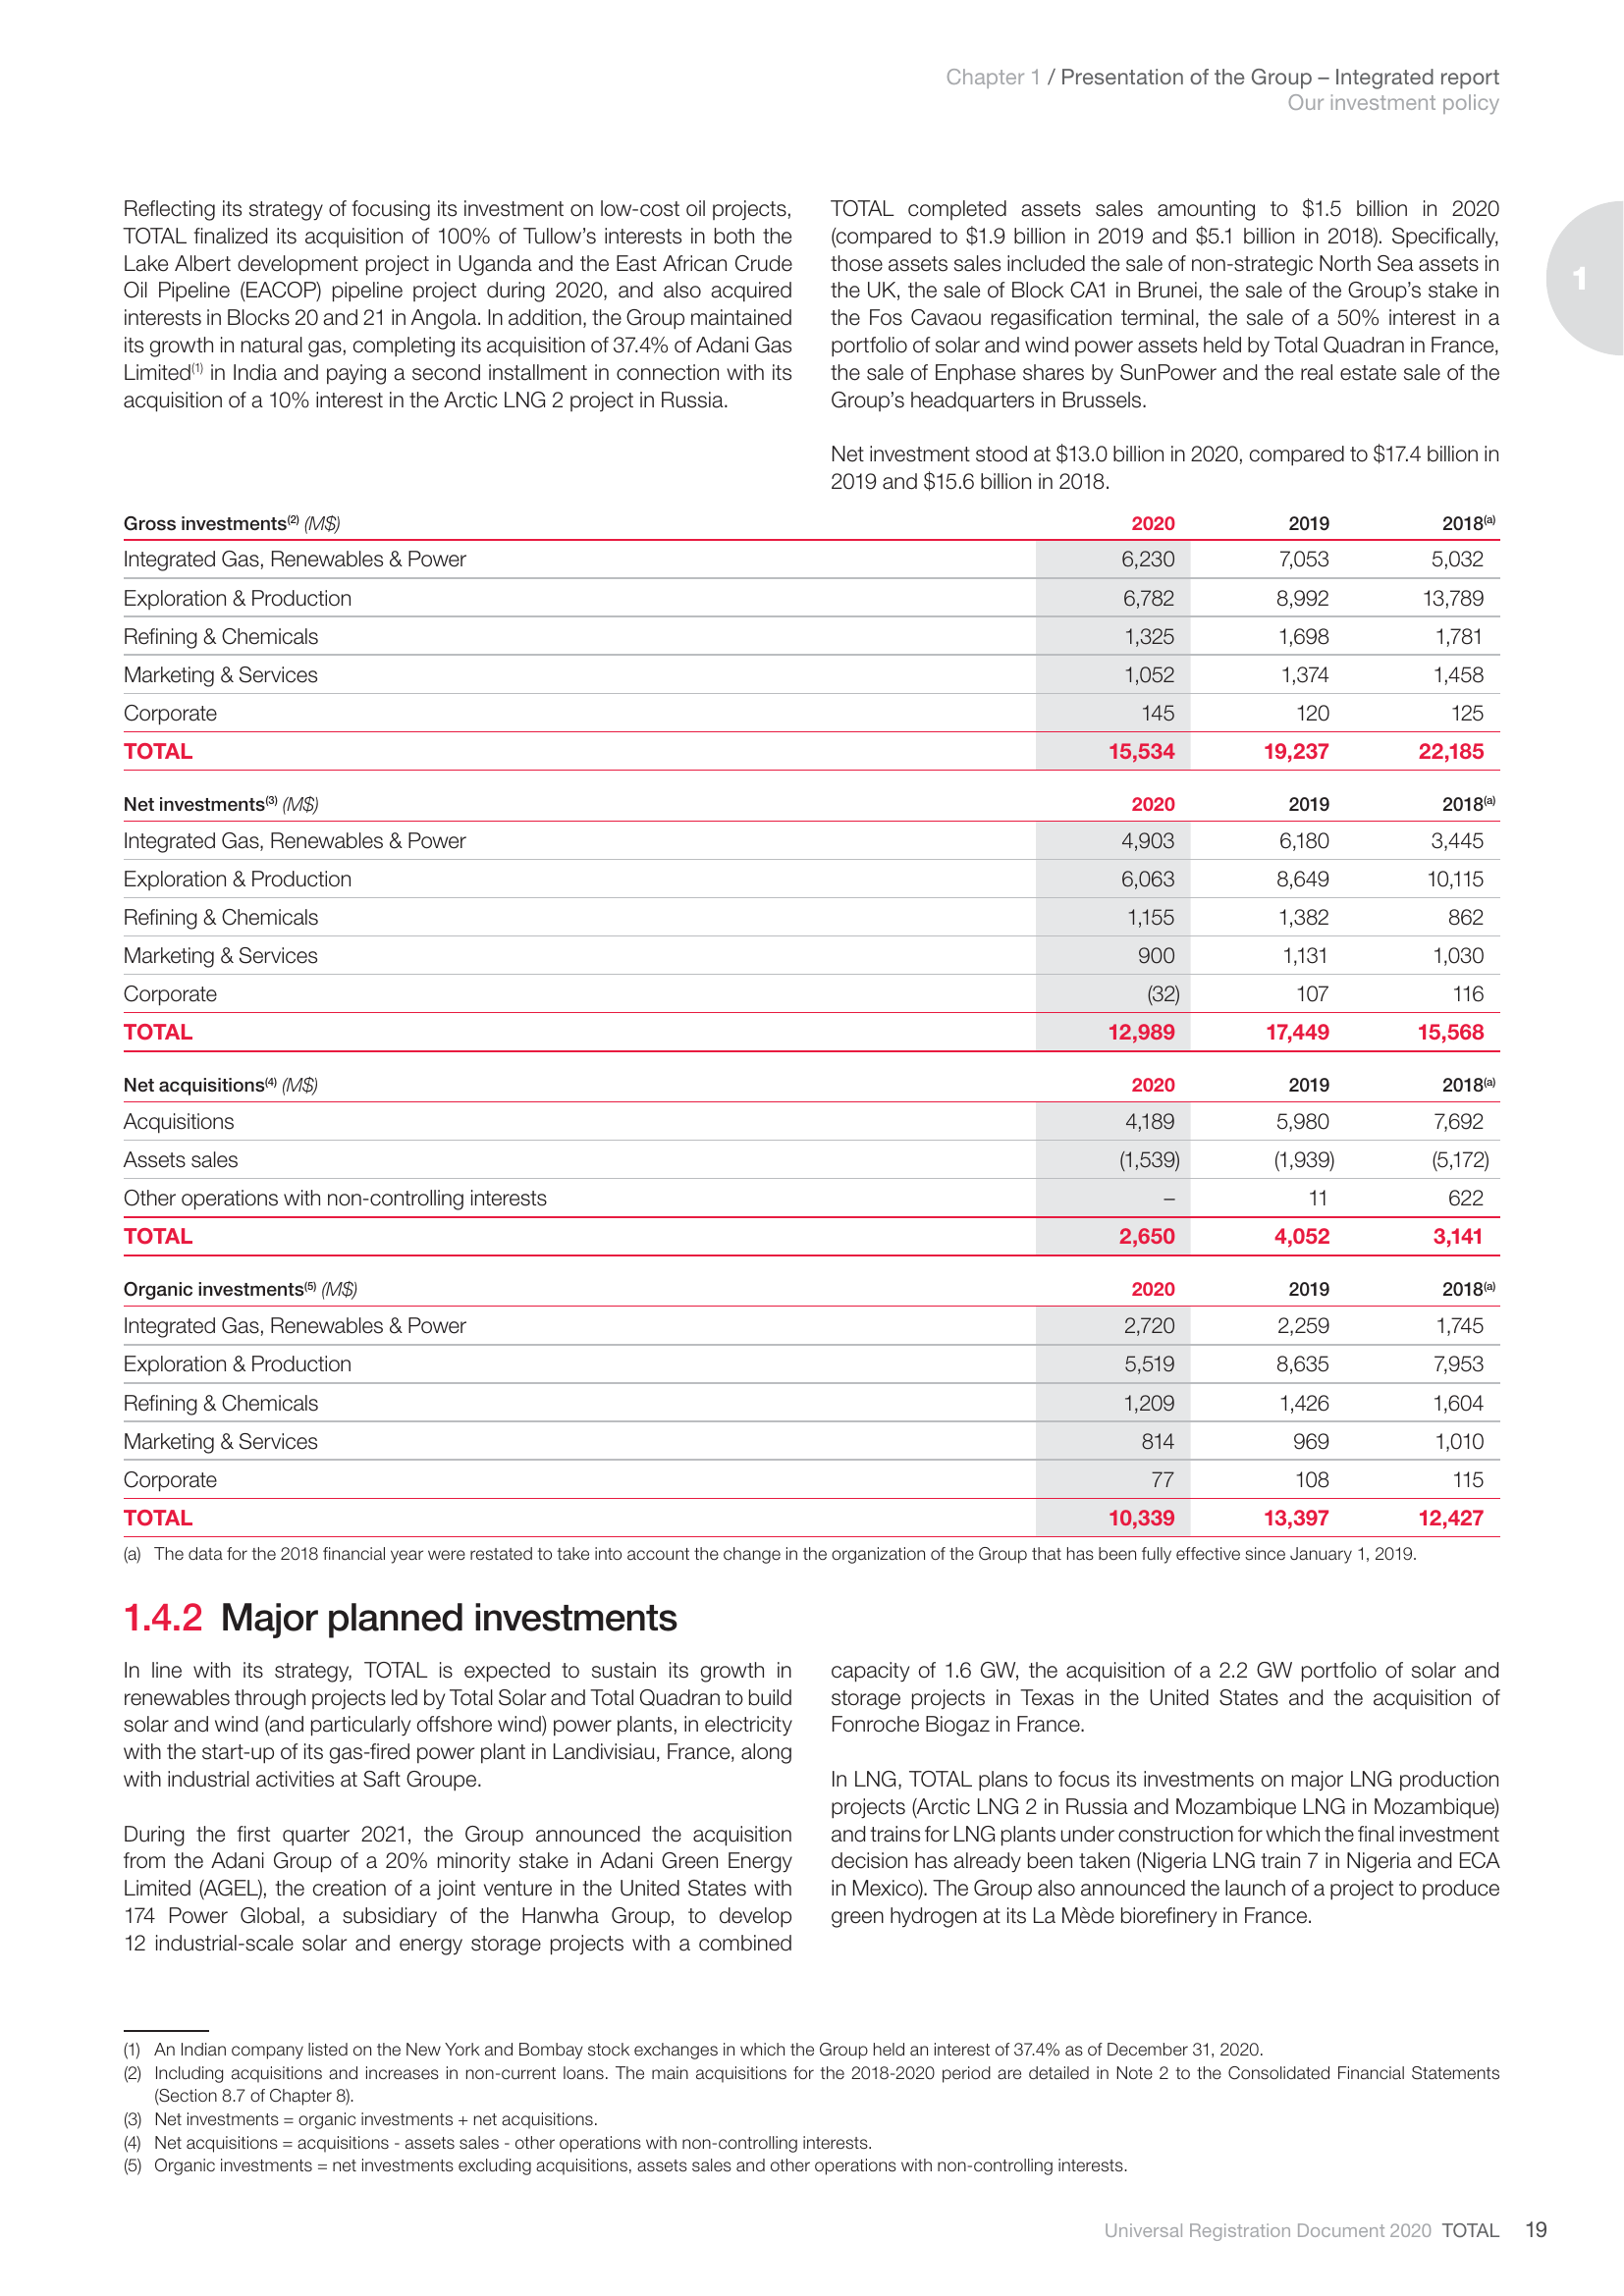 Chapter 1 / Presentation of the Group – Integrated report
Our investment policy
1
Reflecting its strategy of focusing its investment on low-cost oil projects,
TOTAL finalized its acquisition of 100% of Tullow's interests in both the
Lake Albert development project in Uganda and the East African Crude
Oil Pipeline (EACOP) pipeline project during 2020, and also acquired
interests in Blocks 20 and 21 in Angola. In addition, the Group maintained
its growth in natural gas, completing its acquisition of 37.4% of Adani Gas
Limited(1) in India and paying a second installment in connection with its
acquisition of a 10% interest in the Arctic LNG 2 project in Russia.
TOTAL completed assets sales amounting to $1.5 billion in 2020
(compared to $1.9 billion in 2019 and $5.1 billion in 2018). Specifically,
those assets sales included the sale of non-strategic North Sea assets in
the UK, the sale of Block CA1 in Brunei, the sale of the Group's stake in
the Fos Cavaou regasification terminal, the sale of a 50% interest in a
portfolio of solar and wind power assets held by Total Quadran in France,
the sale of Enphase shares by SunPower and the real estate sale of the
Group's headquarters in Brussels.
Net investment stood at $13.0 billion in 2020, compared to $17.4 billion in
2019 and $15.6 billion in 2018.
Gross investments(2) (M$) 2020 2019 2018(a)
Integrated Gas, Renewables & Power 6,230 7,053 5,032
Exploration & Production 6,782 8,992 13,789
Refining & Chemicals 1,325 1,698 1,781
Marketing & Services 1,052 1,374 1,458
Corporate 145 120 125
TOTAL 15,534 19,237 22,185
Net investments(3) (M$) 2020 2019 2018(a)
Integrated Gas, Renewables & Power 4,903 6,180 3,445
Exploration & Production 6,063 8,649 10,115
Refining & Chemicals 1,155 1,382 862
Marketing & Services 900 1,131 1,030
Corporate (32) 107 116
TOTAL 12,989 17,449 15,568
Net acquisitions(4) (M$) 2020 2019 2018(a)
Acquisitions 4,189 5,980 7,692
Assets sales (1,539) (1,939) (5,172)
Other operations with non-controlling interests – 11 622
TOTAL 2,650 4,052 3,141
Organic investments(5) (M$) 2020 2019 2018(a)
Integrated Gas, Renewables & Power 2,720 2,259 1,745
Exploration & Production 5,519 8,635 7,953
Refining & Chemicals 1,209 1,426 1,604
Marketing & Services 814 969 1,010
Corporate 77 108 115
TOTAL 10,339 13,397 12,427
(a) The data for the 2018 financial year were restated to take into account the change in the organization of the Group that has been fully effective since January 1, 2019.
1.4.2 Major planned investments
In line with its strategy, TOTAL is expected to sustain its growth in
renewables through projects led by Total Solar and Total Quadran to build
solar and wind (and particularly offshore wind) power plants, in electricity
with the start-up of its gas-fired power plant in Landivisiau, France, along
with industrial activities at Saft Groupe.
During the first quarter 2021, the Group announced the acquisition
from the Adani Group of a 20% minority stake in Adani Green Energy
Limited (AGEL), the creation of a joint venture in the United States with
174 Power Global, a subsidiary of the Hanwha Group, to develop
12 industrial-scale solar and energy storage projects with a combined
capacity of 1.6 GW, the acquisition of a 2.2 GW portfolio of solar and
storage projects in Texas in the United States and the acquisition of
Fonroche Biogaz in France.
In LNG, TOTAL plans to focus its investments on major LNG production
projects (Arctic LNG 2 in Russia and Mozambique LNG in Mozambique)
and trains for LNG plants under construction for which the final investment
decision has already been taken (Nigeria LNG train 7 in Nigeria and ECA
in Mexico). The Group also announced the launch of a project to produce
green hydrogen at its La Mède biorefinery in France.
(1) An Indian company listed on the New York and Bombay stock exchanges in which the Group held an interest of 37.4% as of December 31, 2020.
(2) Including acquisitions and increases in non-current loans. The main acquisitions for the 2018-2020 period are detailed in Note 2 to the Consolidated Financial Statements
(Section 8.7 of Chapter 8).
(3) Net investments = organic investments + net acquisitions.
(4) Net acquisitions = acquisitions - assets sales - other operations with non-controlling interests.
(5) Organic investments = net investments excluding acquisitions, assets sales and other operations with non-controlling interests.
Universal Registration Document 2020 TOTAL 19